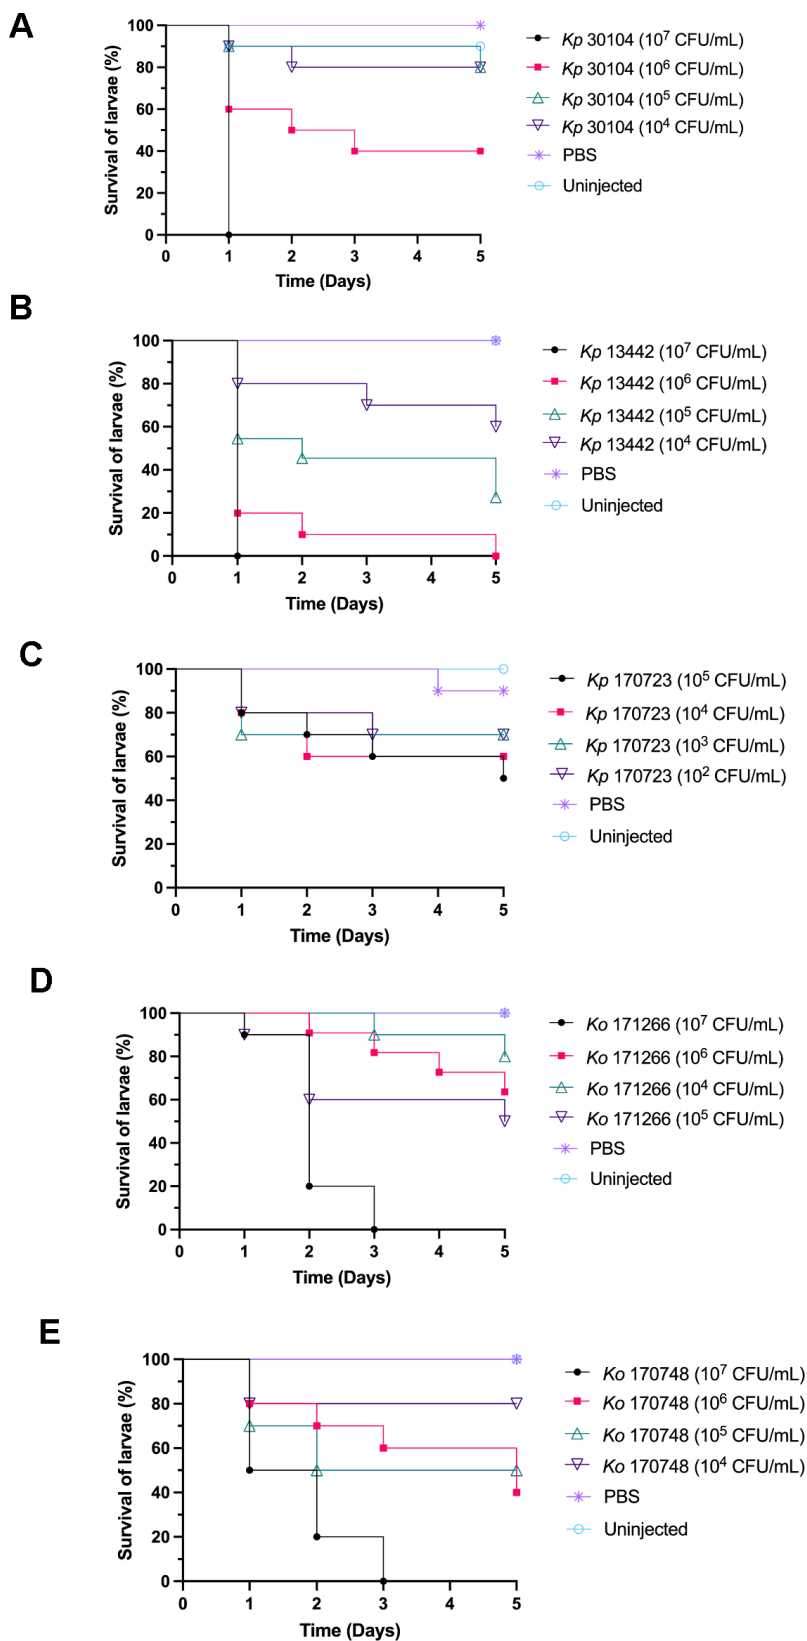 A
100
80
60
40
20
0
0 1 2 3 4 5
Survival of larvae (%)
Time (Days)
Kp 30104 (10⁷ CFU/mL)
Kp 30104 (10⁶ CFU/mL)
Kp 30104 (10⁵ CFU/mL)
Kp 30104 (10⁴ CFU/mL)
PBS
Uninjected
B
100
80
60
40
20
0
0 1 2 3 4 5
Survival of larvae (%)
Time (Days)
Kp 13442 (10⁷ CFU/mL)
Kp 13442 (10⁶ CFU/mL)
Kp 13442 (10⁵ CFU/mL)
Kp 13442 (10⁴ CFU/mL)
PBS
Uninjected
C
100
80
60
40
20
0
0 1 2 3 4 5
Survival of larvae (%)
Time (Days)
Kp 170723 (10⁵ CFU/mL)
Kp 170723 (10⁴ CFU/mL)
Kp 170723 (10³ CFU/mL)
Kp 170723 (10² CFU/mL)
PBS
Uninjected
D
100
80
60
40
20
0
0 1 2 3 4 5
Survival of larvae (%)
Time (Days)
Ko 171266 (10⁷ CFU/mL)
Ko 171266 (10⁶ CFU/mL)
Ko 171266 (10⁴ CFU/mL)
Ko 171266 (10⁵ CFU/mL)
PBS
Uninjected
E
100
80
60
40
20
0
0 1 2 3 4 5
Survival of larvae (%)
Time (Days)
Ko 170748 (10⁷ CFU/mL)
Ko 170748 (10⁶ CFU/mL)
Ko 170748 (10⁵ CFU/mL)
Ko 170748 (10⁴ CFU/mL)
PBS
Uninjected